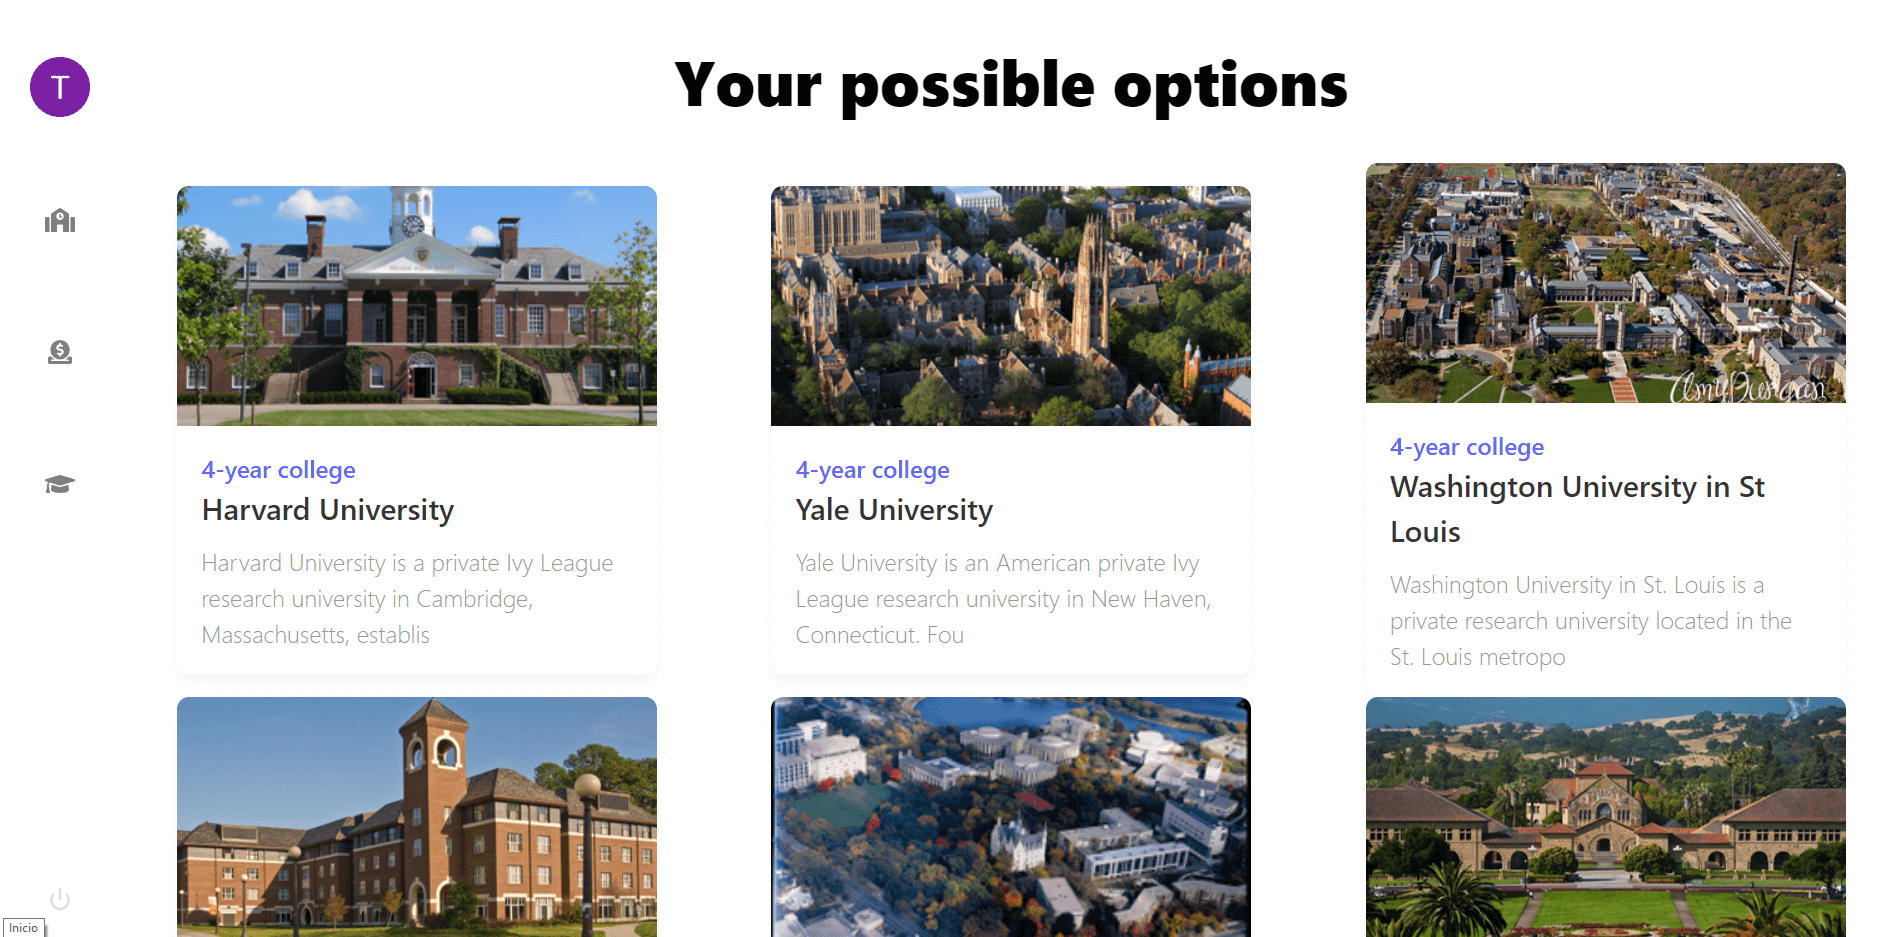 T
Your possible options
4-year college
Harvard University
Harvard University is a private Ivy League
research university in Cambridge,
Massachusetts, establis
4-year college
Yale University
Yale University is an American private Ivy
League research university in New Haven,
Connecticut. Fou
4-year college
Washington University in St
Louis
Washington University in St. Louis is a
private research university located in the
St. Louis metropo
Inicio